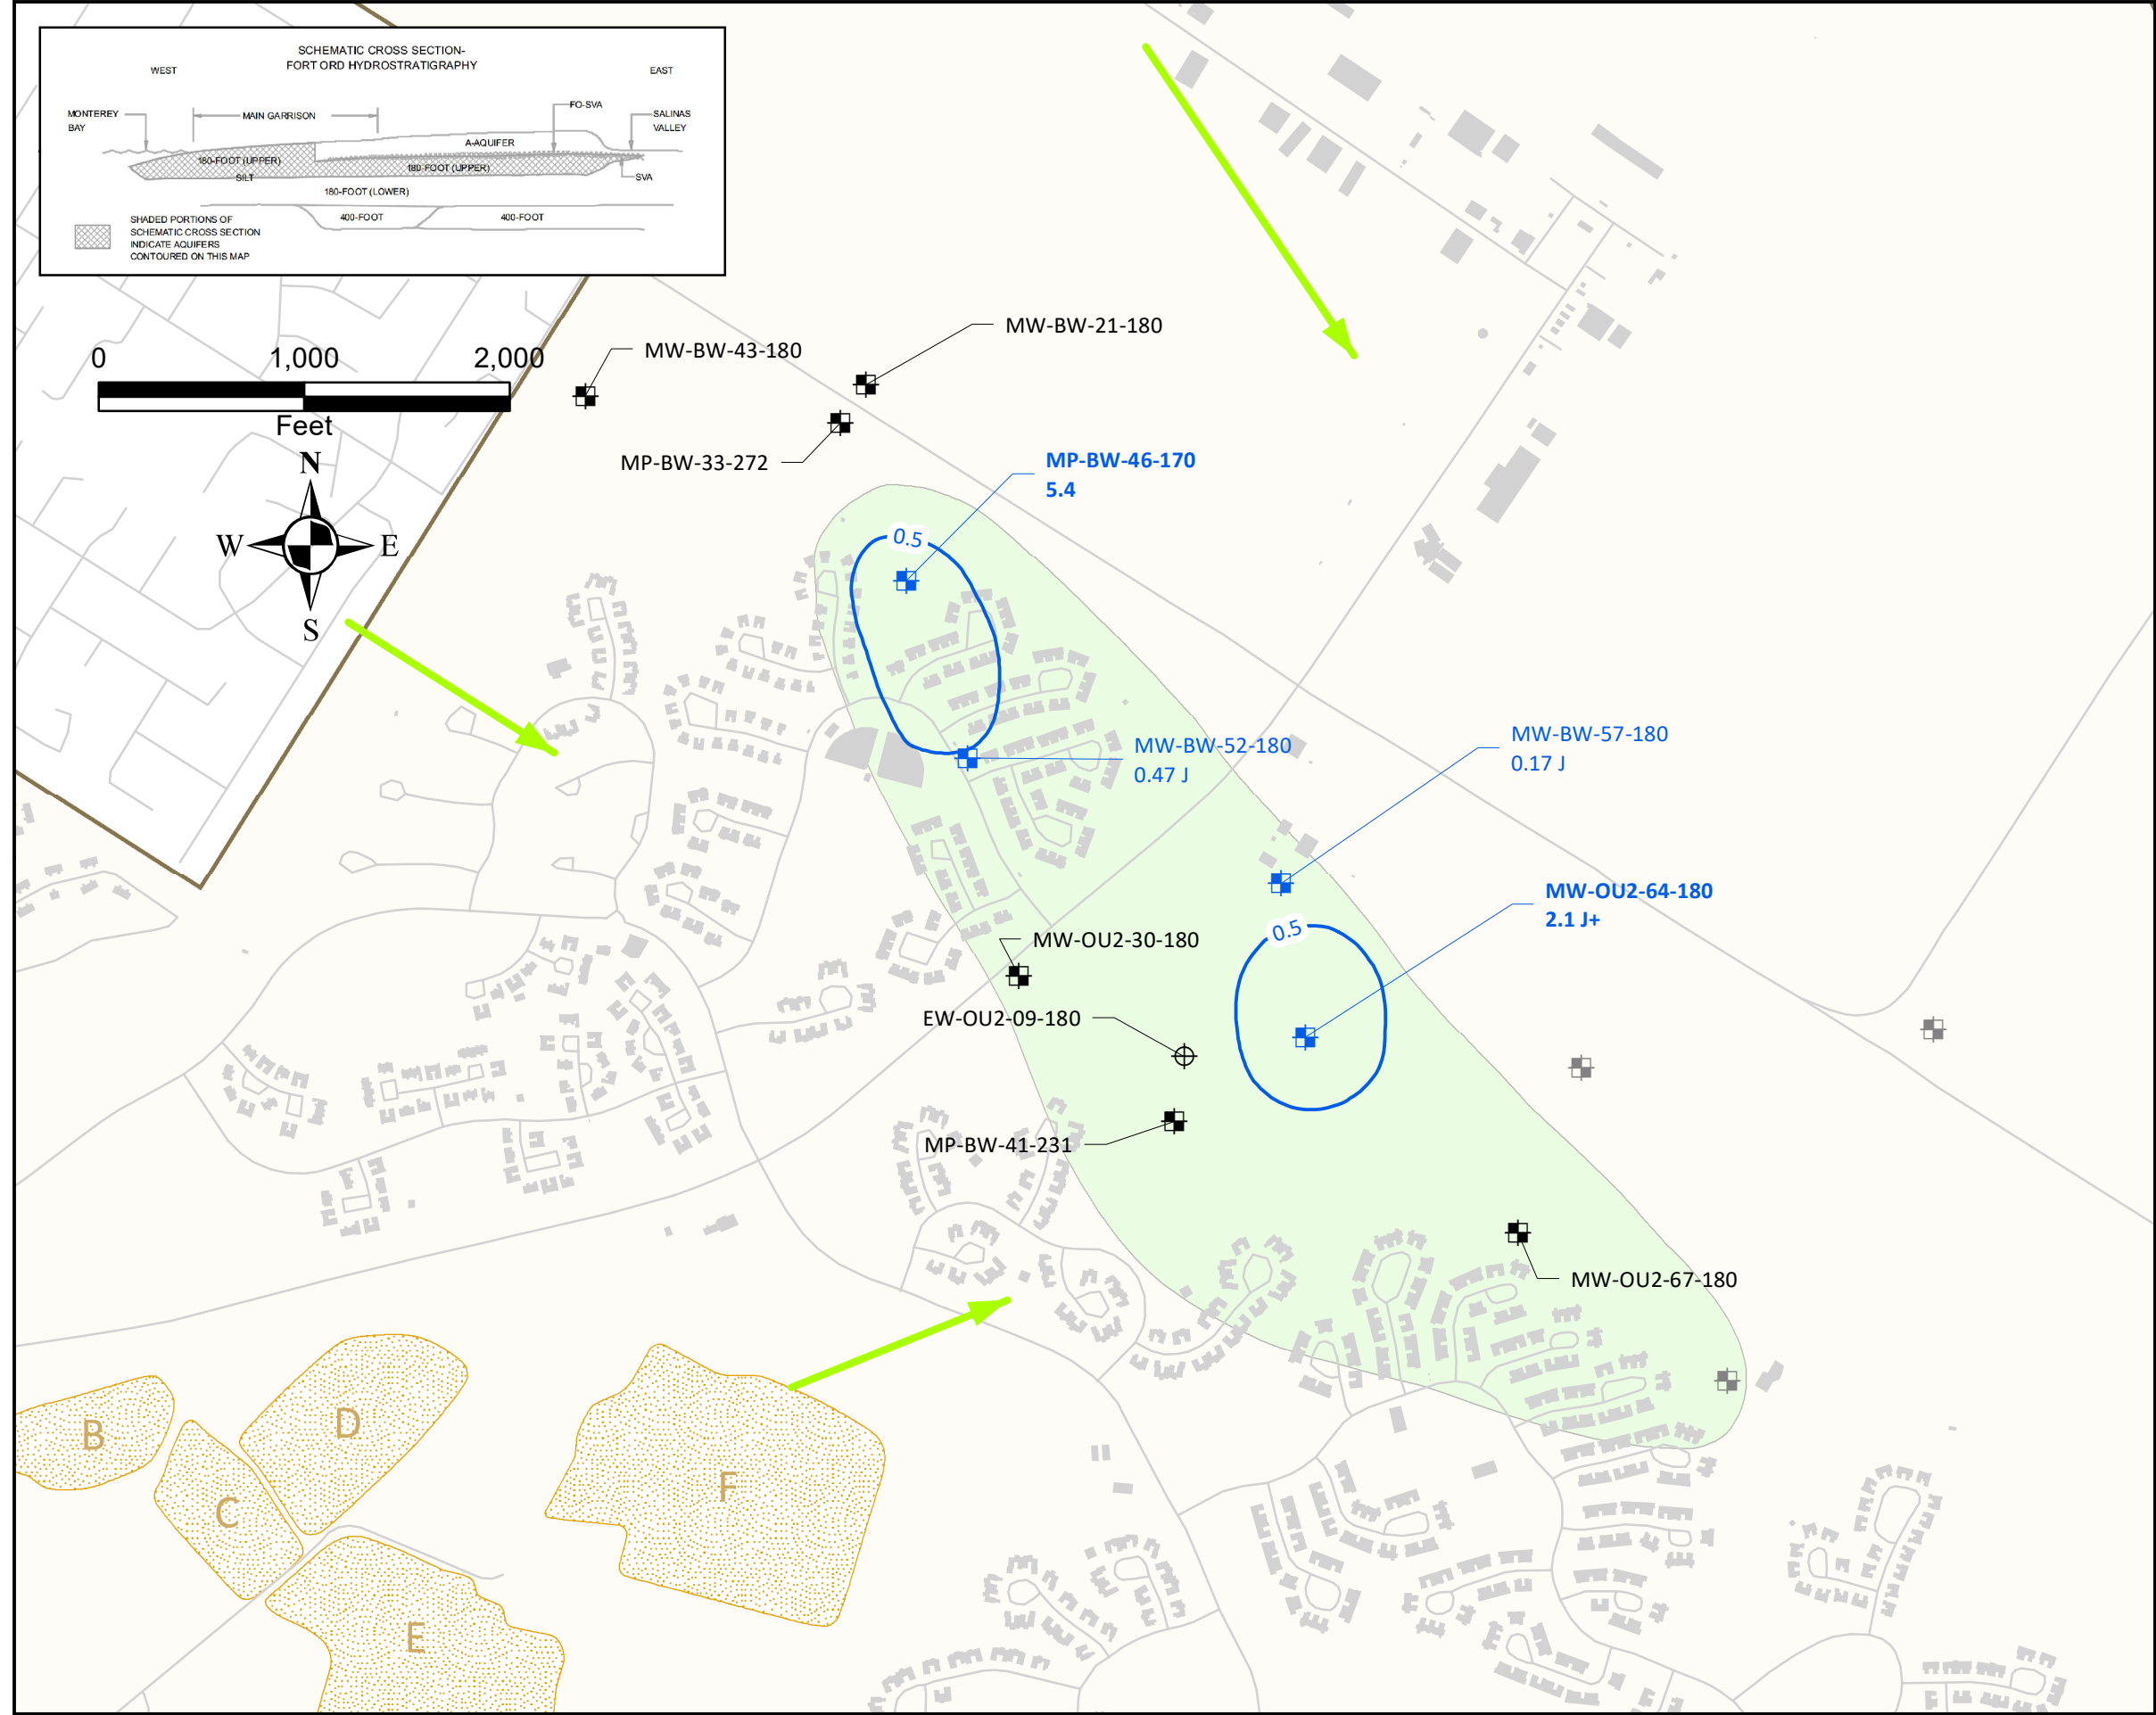 SCHEMATIC CROSS SECTION-
FORT ORD HYDROSTRATIGRAPHY
WEST
EAST
MONTEREY
BAY
MAIN GARRISON
FO-SVA
SALINAS
VALLEY
A-AQUIFER
180-FOOT (UPPER)
180-FOOT (UPPER)
SILT
SVA
180-FOOT (LOWER)
400-FOOT
400-FOOT
SHADED PORTIONS OF
SCHEMATIC CROSS SECTION
INDICATE AQUIFERS
CONTOURED ON THIS MAP
0 1,000 2,000
Feet
N
W E
S
MW-BW-43-180
MW-BW-21-180
MP-BW-33-272
MP-BW-46-170
5.4
0.5
MW-BW-52-180
0.47 J
MW-BW-57-180
0.17 J
MW-OU2-64-180
2.1 J+
0.5
MW-OU2-30-180
EW-OU2-09-180
MP-BW-41-231
MW-OU2-67-180
B
D
C
F
E